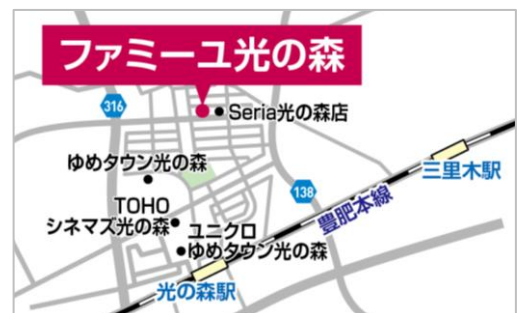 ファミーユ光の森
316
Seria光の森店
ゆめタウン光の森
三里木駅
138
TOHO
シネマズ光の森
ユニクロ
ゆめタウン光の森
豊肥本線
光の森駅